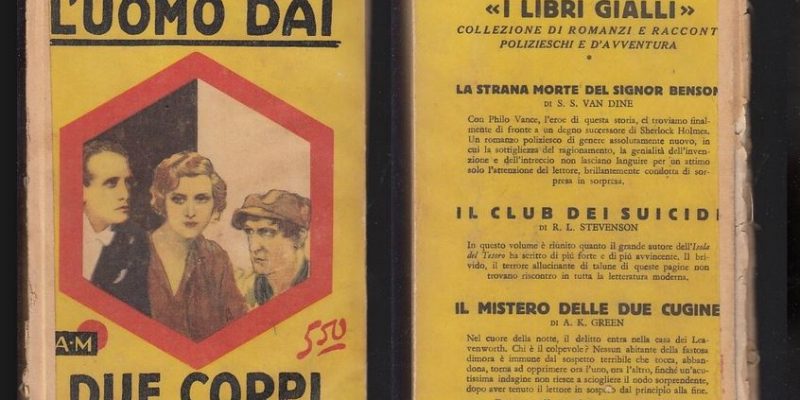 L'UOMO DAI
A·M
550
DUE CORPI
«I LIBRI GIALLI»
COLLEZIONE DI ROMANZI E RACCONT
POLIZIESCHI E D'AVVENTURA
*
LA STRANA MORTE DEL SIGNOR BENSON
DI S. S. VAN DINE
Con Philo Vance, l'eroe di questa storia, ci troviamo final-
mente di fronte a un degno successore di Sherlock Holmes.
Un romanzo poliziesco di genere assolutamente nuovo, in
cui la sottigliezza del ragionamento, la genialità dell'inven-
zione e dell'intreccio non lasciano languire per un attimo
solo l'attenzione del lettore, brillantemente condotta di sor-
presa in sorpresa.
IL CLUB DEI SUICIDI
DI R. L. STEVENSON
In questo volume è riunito quanto il grande autore dell'Isola
del Tesoro ha scritto di più forte e di più avvincente. Il bri-
vido, il terrore allucinante di talune di queste pagine non
trovano riscontro in tutta la letteratura moderna.
IL MISTERO DELLE DUE CUGINE
DI A. K. GREEN
Nel cuore della notte, il delitto entra nella casa dei Lea-
venworth. Chi è il colpevole? Nessun abitante della fastosa
dimora è immune dal sospetto terribile che tocca, abban-
dona, torna ad opprimere ora l'uno, ora l'altro, finché un'acu-
tissima indagine non riesce a sciogliere il nodo sorprendente,
dopo aver tenuto il lettore in sospeso dal principio alla fine.